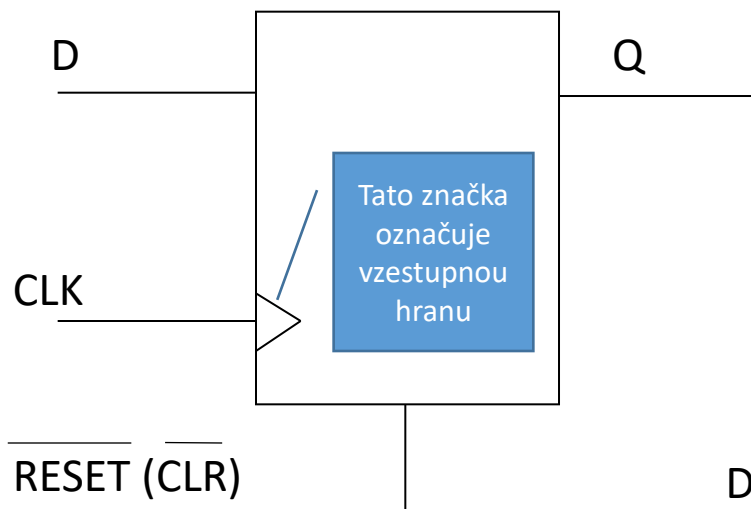 D
Q
Tato značka
označuje
vzestupnou
hranu
CLK
RESET (CLR)
D